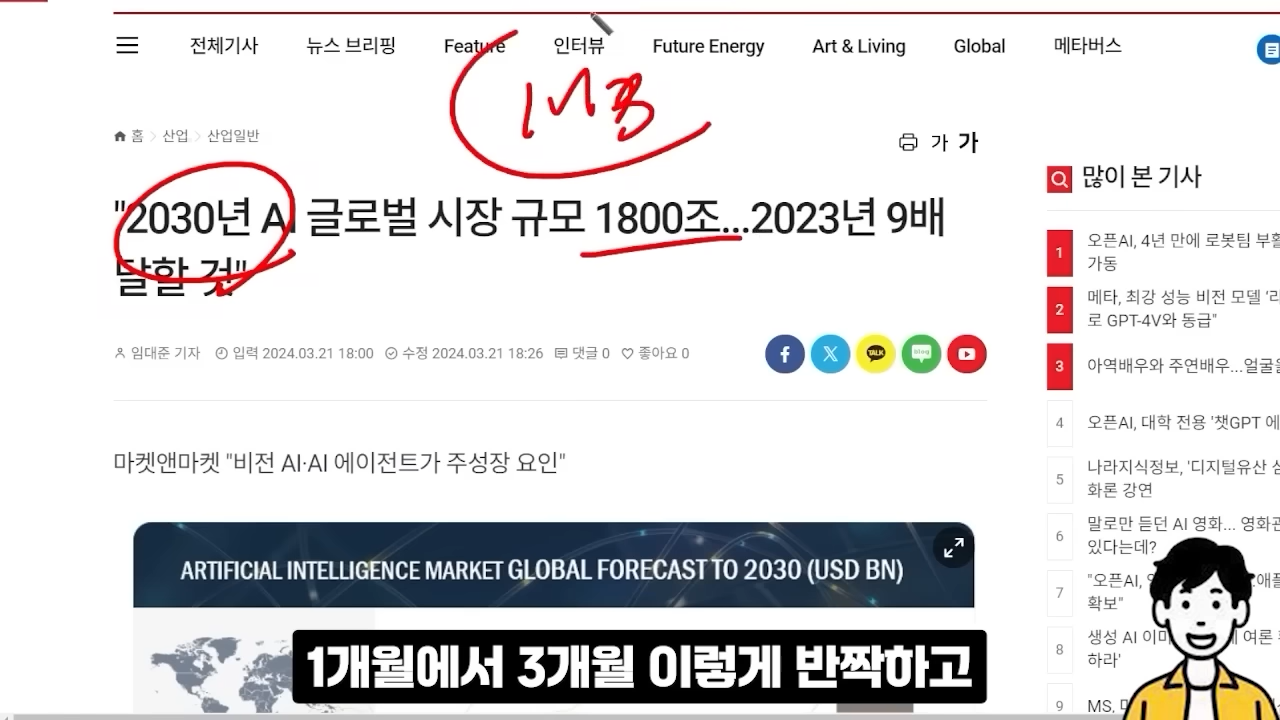 전체기사 뉴스 브리핑 Feature 인터뷰 Future Energy Art & Living Global 메타버스
홈 산업 산업일반
가 가
"2030년 AI 글로벌 시장 규모 1800조...2023년 9배
달할 것"
임대준 기자 입력 2024.03.21 18:00 수정 2024.03.21 18:26 댓글 0 좋아요 0
TALK
Blog
마켓앤마켓 "비전 AI·AI 에이전트가 주성장 요인"
ARTIFICIAL INTELLIGENCE MARKET GLOBAL FORECAST TO 2030 (USD BN)
1개월에서 3개월 이렇게 반짝하고
많이 본 기사
1 오픈AI, 4년 만에 로봇팀
가동
2 메타, 최강 성능 비전 모델
로 GPT-4V와 동급"
3 아역배우와 주연배우...얼굴을
4 오픈AI, 대학 전용 '챗GPT 에
5 나라지식정보, '디지털유산
화론 강연
6 말로만 듣던 AI 영화... 영화관
있다는데?
7 "오픈AI,
확보"
8 생성 AI 여론
하라'
9 MS,